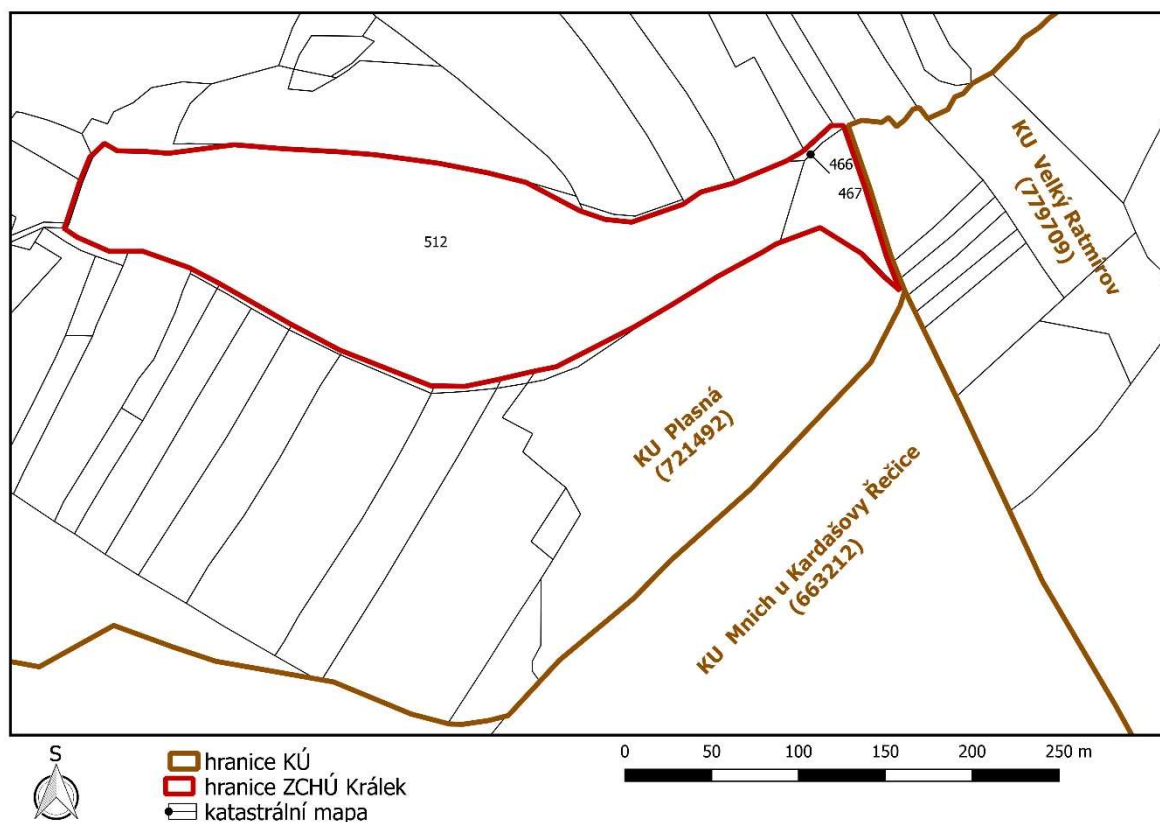 466
467
512
KU Velký Ratmírov
(779709)
KU Plasná
(721492)
KU Mnich u Kardašovy Řečice
(663212)
S
hranice KÚ
hranice ZCHÚ Králek
katastrální mapa
0 50 100 150 200 250 m